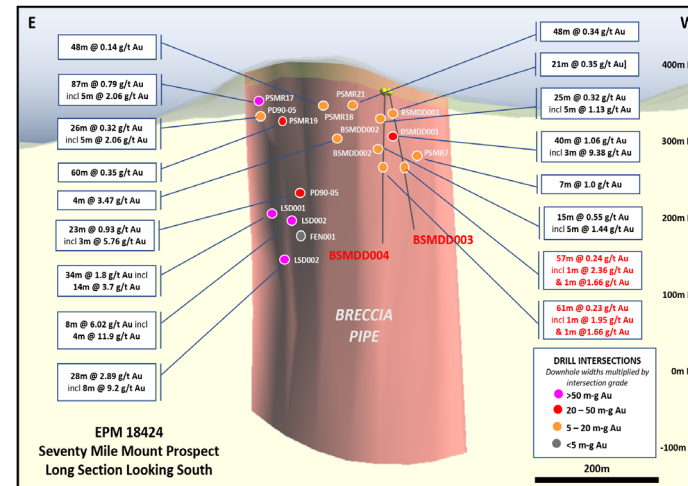 E
W
48m @ 0.14 g/t Au
87m @ 0.79 g/t Au
incl 5m @ 2.06 g/t Au
26m @ 0.32 g/t Au
incl 5m @ 2.06 g/t Au
60m @ 0.35 g/t Au
4m @ 3.47 g/t Au
23m @ 0.93 g/t Au
incl 3m @ 5.76 g/t Au
34m @ 1.8 g/t Au incl
14m @ 3.7 g/t Au
8m @ 6.02 g/t Au incl
4m @ 11.9 g/t Au
28m @ 2.89 g/t Au
incl 8m @ 9.2 g/t Au
PSMR17
PD90-05
PSMR19
PSMR18
PSMR21
BSMDD002
BSMDD002
BSMDD001
BSMDD001
PSMR7
PD90-05
LSD001
LSD002
FEN001
LSD002
BSMDD004
BSMDD003
BRECCIA
PIPE
48m @ 0.34 g/t Au
21m @ 0.35 g/t Au]
25m @ 0.32 g/t Au
incl 5m @ 1.13 g/t Au
40m @ 1.06 g/t Au
incl 3m @ 9.38 g/t Au
7m @ 1.0 g/t Au
15m @ 0.55 g/t Au
incl 5m @ 1.44 g/t Au
57m @ 0.24 g/t Au
incl 1m @ 2.36 g/t Au
& 1m @1.66 g/t Au
61m @ 0.23 g/t Au
incl 1m @ 1.95 g/t Au
& 1m @1.66 g/t Au
400m
300m
200m
100m
0m
-100m
DRILL INTERSECTIONS
Downhole widths multiplied by
intersection grade
>50 m-g Au
20 – 50 m-g Au
5 – 20 m-g Au
<5 m-g Au
200m
EPM 18424
Seventy Mile Mount Prospect
Long Section Looking South